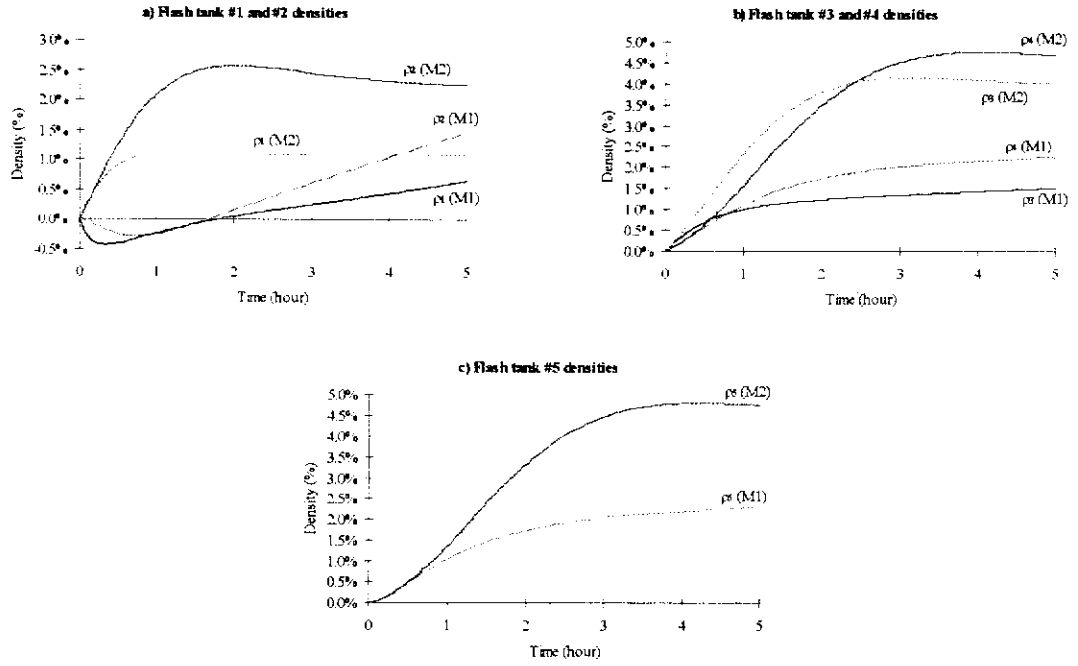 a) Flash tank #1 and #2 densities
3.0%
2.5%
2.0%
1.5%
1.0%
0.5%
0.0%
-0.5%
Density (%)
ρ2 (M2)
ρ2 (M1)
ρ1 (M2)
ρ1 (M1)
0 1 2 3 4 5
Time (hour)
b) Flash tank #3 and #4 densities
5.0%
4.5%
4.0%
3.5%
3.0%
2.5%
2.0%
1.5%
1.0%
0.5%
0.0%
Density (%)
ρ4 (M2)
ρ3 (M2)
ρ4 (M1)
ρ3 (M1)
0 1 2 3 4 5
Time (hour)
c) Flash tank #5 densities
5.0%
4.5%
4.0%
3.5%
3.0%
2.5%
2.0%
1.5%
1.0%
0.5%
0.0%
Density (%)
ρ5 (M2)
ρ5 (M1)
0 1 2 3 4 5
Time (hour)